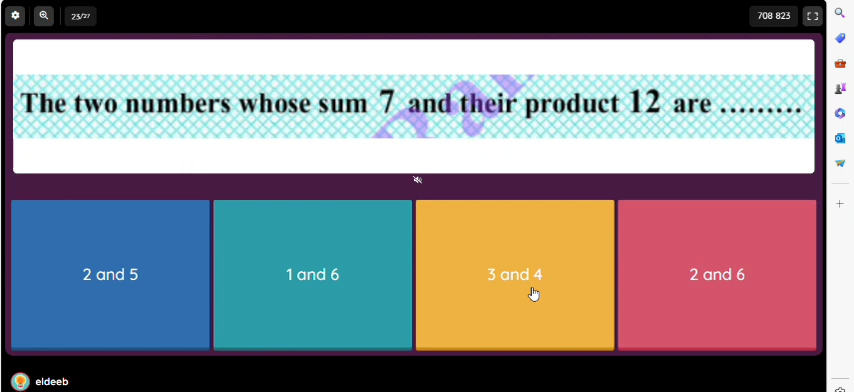 23/27
708 823
The two numbers whose sum 7 and their product 12 are .........
2 and 5
1 and 6
3 and 4
2 and 6
eldeeb